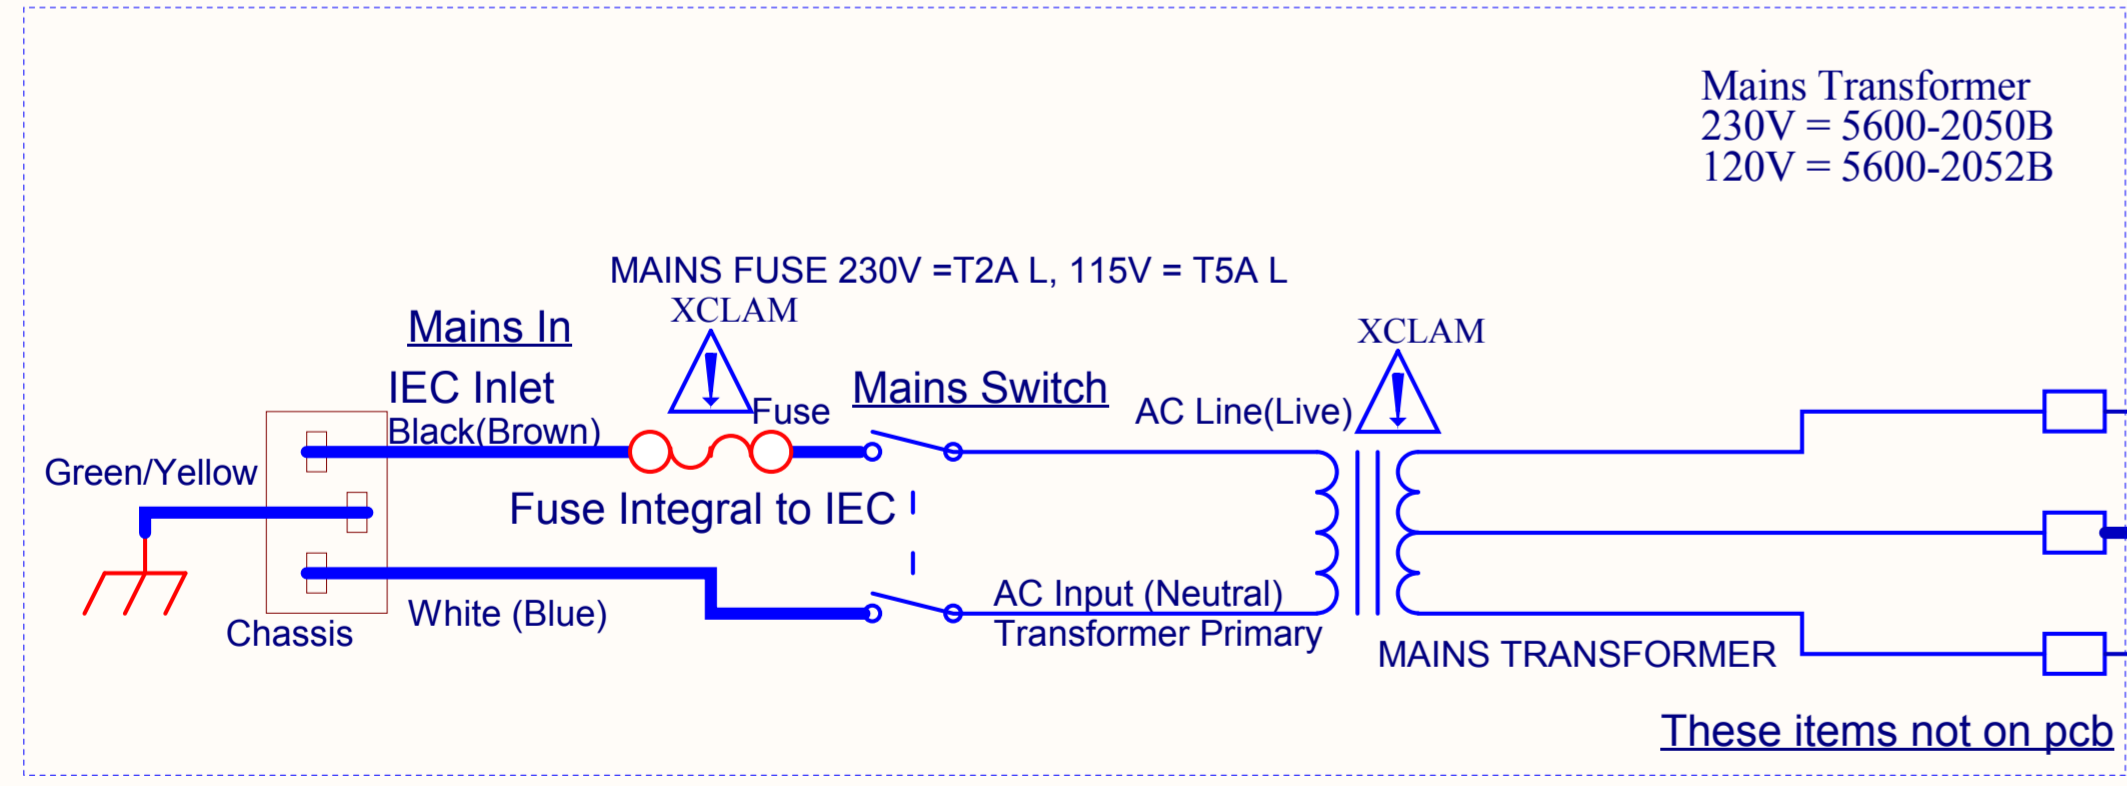 Mains Transformer
230V = 5600-2050B
120V = 5600-2052B
MAINS FUSE 230V =T2A L, 115V = T5A L
XCLAM
XCLAM
Mains In
IEC Inlet
Mains Switch
Black(Brown)
Fuse
AC Line(Live)
Green/Yellow
Fuse Integral to IEC
AC Input (Neutral)
Transformer Primary
White (Blue)
Chassis
MAINS TRANSFORMER
These items not on pcb